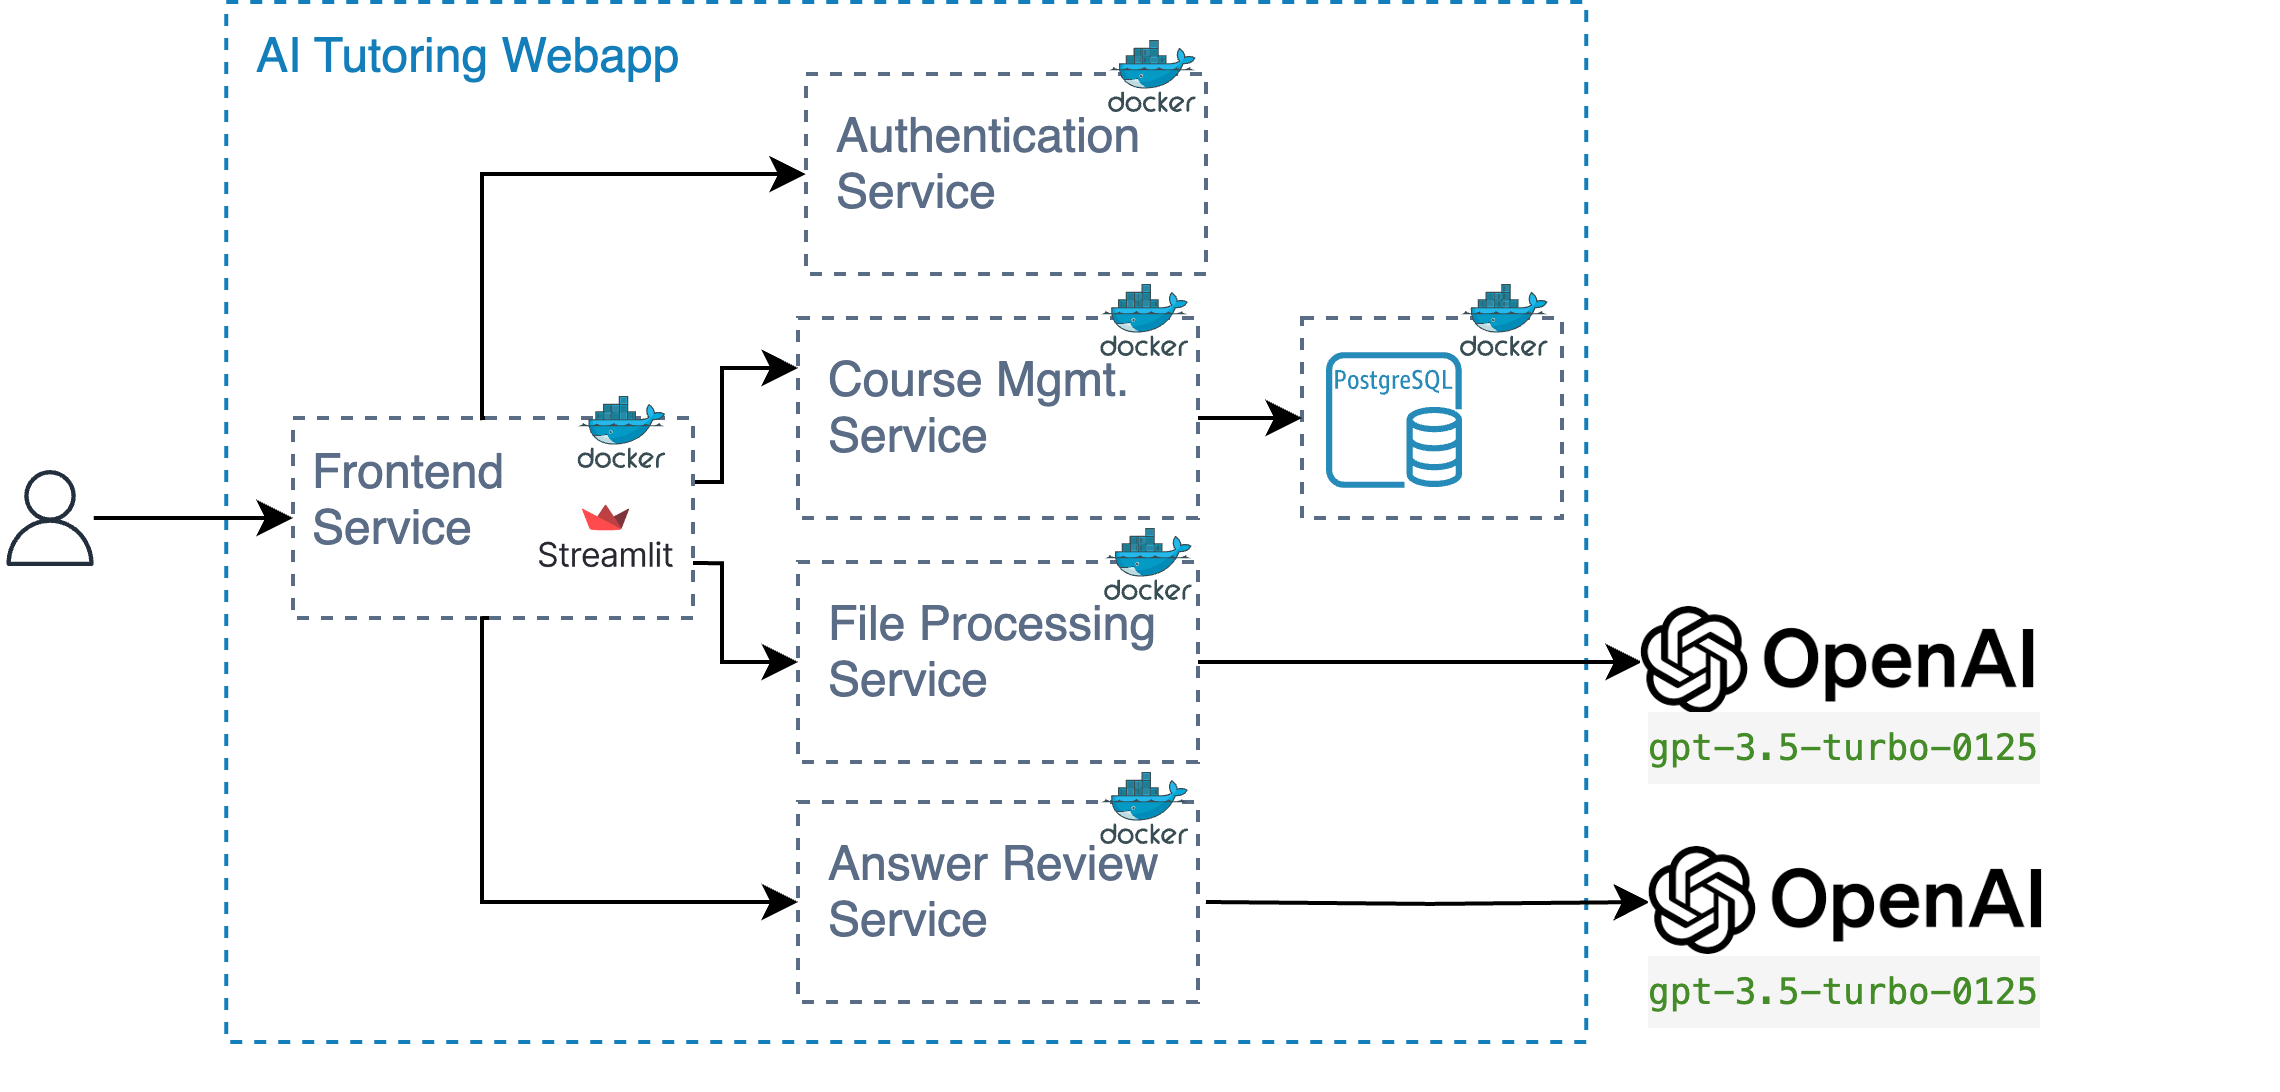 AI Tutoring Webapp
docker
Authentication
Service
docker
Course Mgmt.
Service
docker
PostgreSQL
docker
Frontend
Service
Streamlit
docker
File Processing
Service
OpenAI
gpt-3.5-turbo-0125
docker
Answer Review
Service
OpenAI
gpt-3.5-turbo-0125